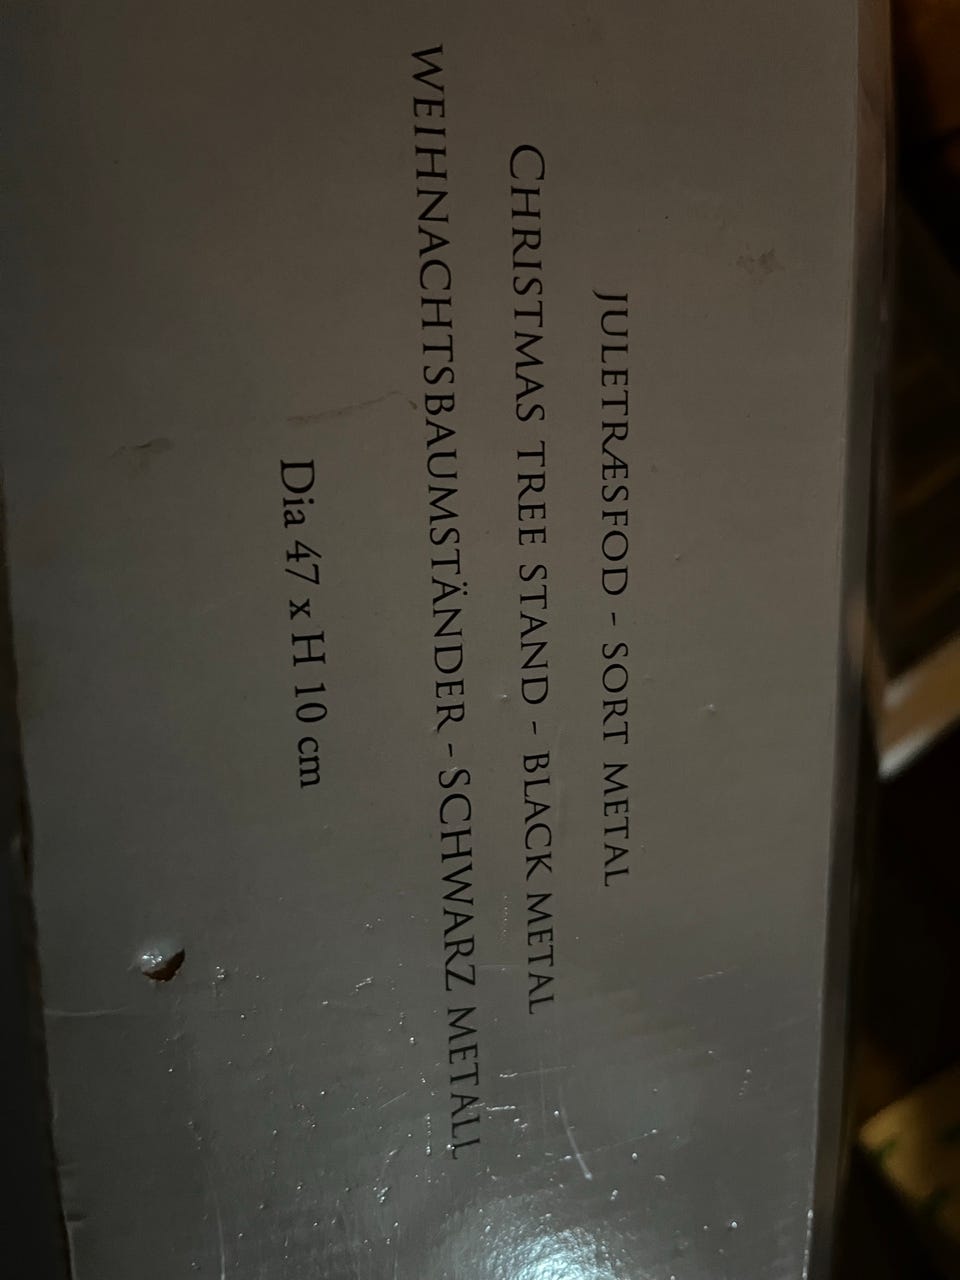 JULETRÆSFOD - SORT METAL
CHRISTMAS TREE STAND - BLACK METAL
WEIHNACHTSBAUMSTÄNDER - SCHWARZ METALL
Dia 47 x H 10 cm